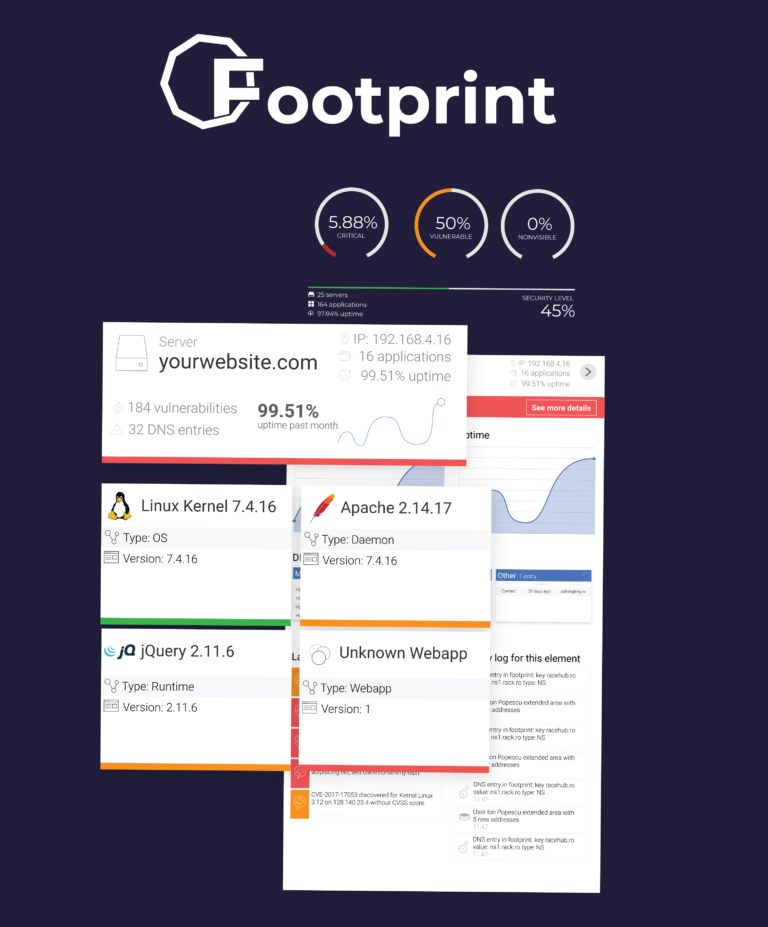 Footprint
5.88%
CRITICAL
50%
VULNERABLE
0%
NONVISIBLE
25 servers
164 applications
97.84% uptime
SECURITY LEVEL
45%
Server
yourwebsite.com
IP: 192.168.4.16
16 applications
99.51% uptime
184 vulnerabilities
32 DNS entries
99.51%
uptime past month
IP: 192.168.4.16
16 applications
99.51% uptime
See more details
ptime
Linux Kernel 7.4.16
Type: OS
Version: 7.4.16
Apache 2.14.17
Type: Daemon
Version: 7.4.16
Other 1 entry
Contact 20 days ago
jQ jQuery 2.11.6
Type: Runtime
Version: 2.11.6
Unknown Webapp
Type: Webapp
Version: 1
y log for this element
entry in footprint: key racehub.ro
ns1.rack.ro type: NS
on Popescu extended area with
addresses
entry in footprint: key racehub.ro
ns1.rack.ro type: NS
on Popescu extended area with
addresses
DNS entry in footprint: key racehub.ro
value: ns1.rack.ro type: NS
11:47
User Ion Popescu extended area with
5 new addresses
11:47
DNS entry in footprint: key racehub.ro
value: ns1.rack.ro type: NS
11:47
CVE-2017-17053 discovered for Kernel Linux
3.12 on 128.140.23.4 without CVSS score